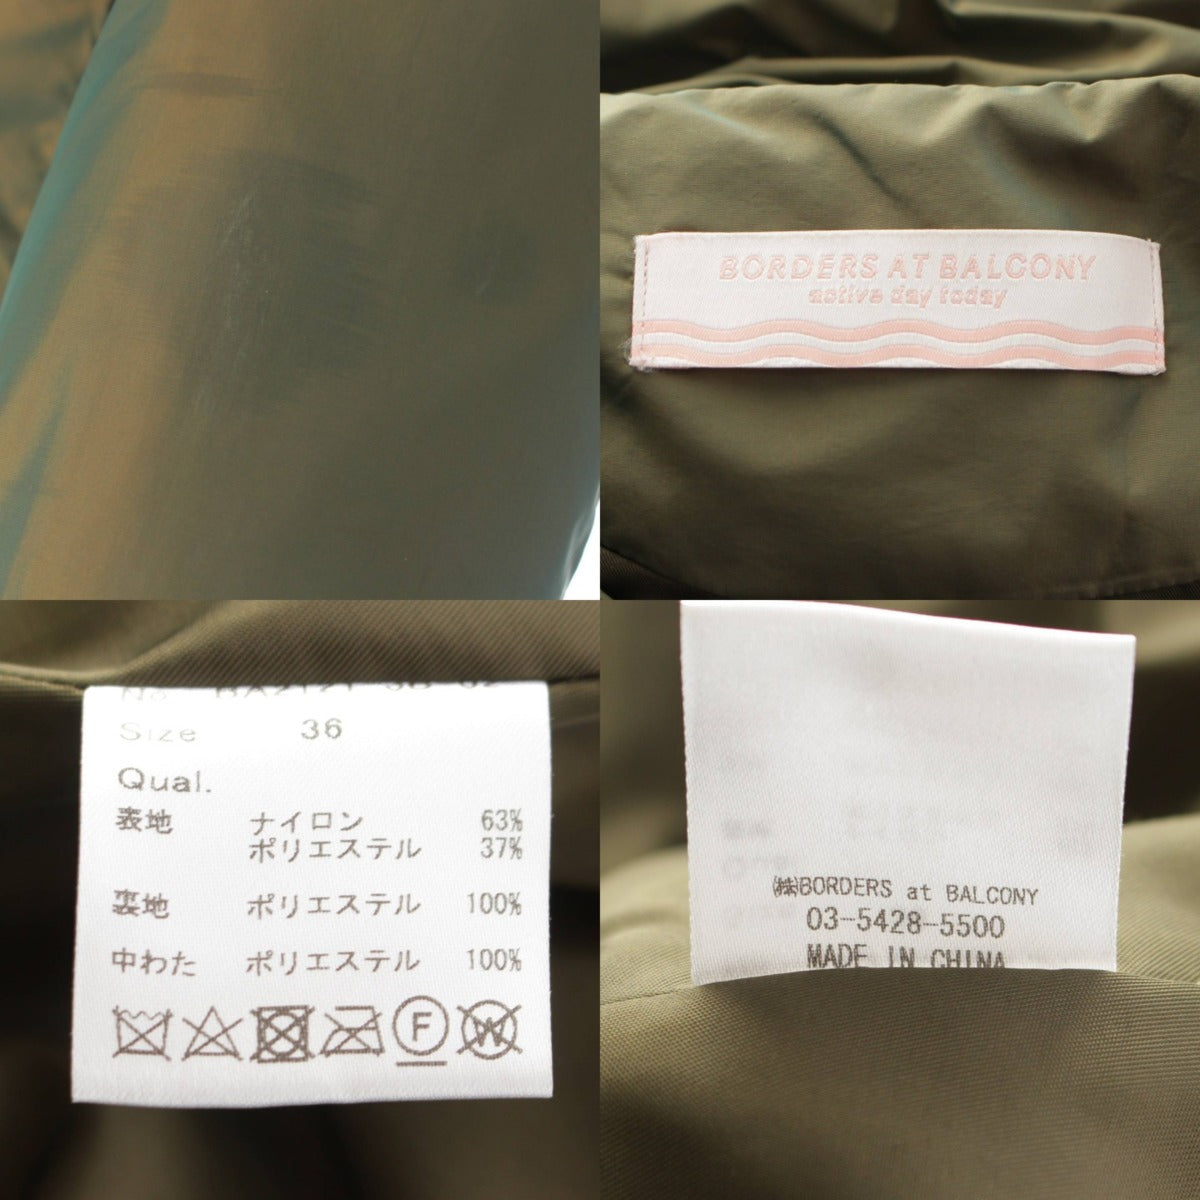 BORDERS AT BALCONY
active day today
Size 36
Qual.
表地 ナイロン 63%
ポリエステル 37%
裏地 ポリエステル 100%
中わた ポリエステル 100%
F W
㈱BORDERS at BALCONY
03-5428-5500
MADE IN CHINA